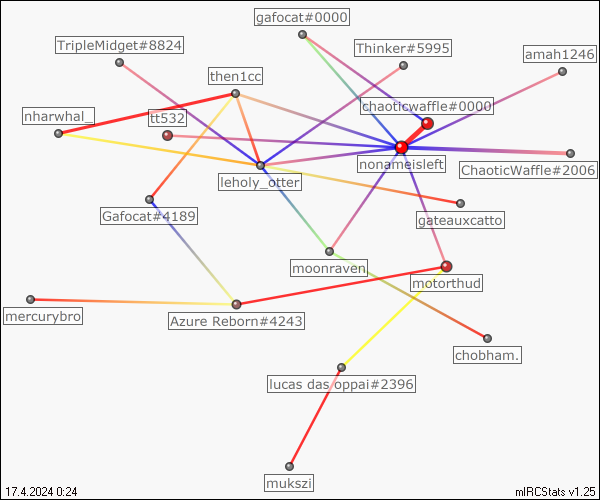 gafocat#0000
TripleMidget#8824
Thinker#5995
amah1246
then1cc
chaoticwaffle#0000
nharwhal_
tt532
nonameisleft
ChaoticWaffle#2006
leholy_otter
Gafocat#4189
gateauxcatto
moonraven
motorthud
mercurybro
Azure Reborn#4243
chobham.
lucas das oppai#2396
mukszi
17.4.2024 0:24
mIRCStats v1.25